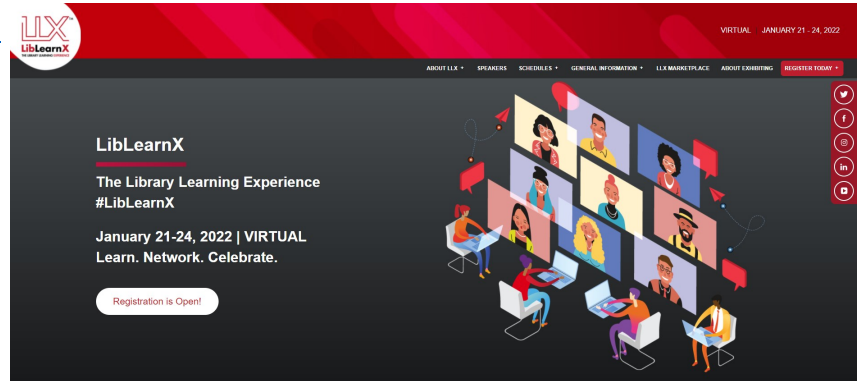 LLX
LibLearnX
THE LIBRARY LEARNING EXPERIENCE
VIRTUAL JANUARY 21 - 24, 2022
ABOUT LLX SPEAKERS SCHEDULES GENERAL INFORMATION LLX MARKETPLACE ABOUT EXHIBITING REGISTER TODAY
LibLearnX
The Library Learning Experience
#LibLearnX
January 21-24, 2022 | VIRTUAL
Learn. Network. Celebrate.
Registration is Open!